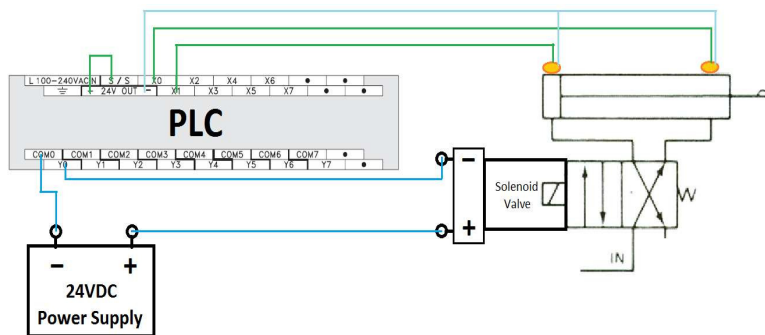 L 100-240VAC N S / S X0 X2 X4 X6 • •
+ 24V OUT − X1 X3 X5 X7 • •
PLC
COM0 COM1 COM2 COM3 COM4 COM5 COM6 COM7 •
Y0 Y1 Y2 Y3 Y4 Y5 Y6 Y7 •
−
Solenoid
Valve
+
IN
− +
24VDC
Power Supply